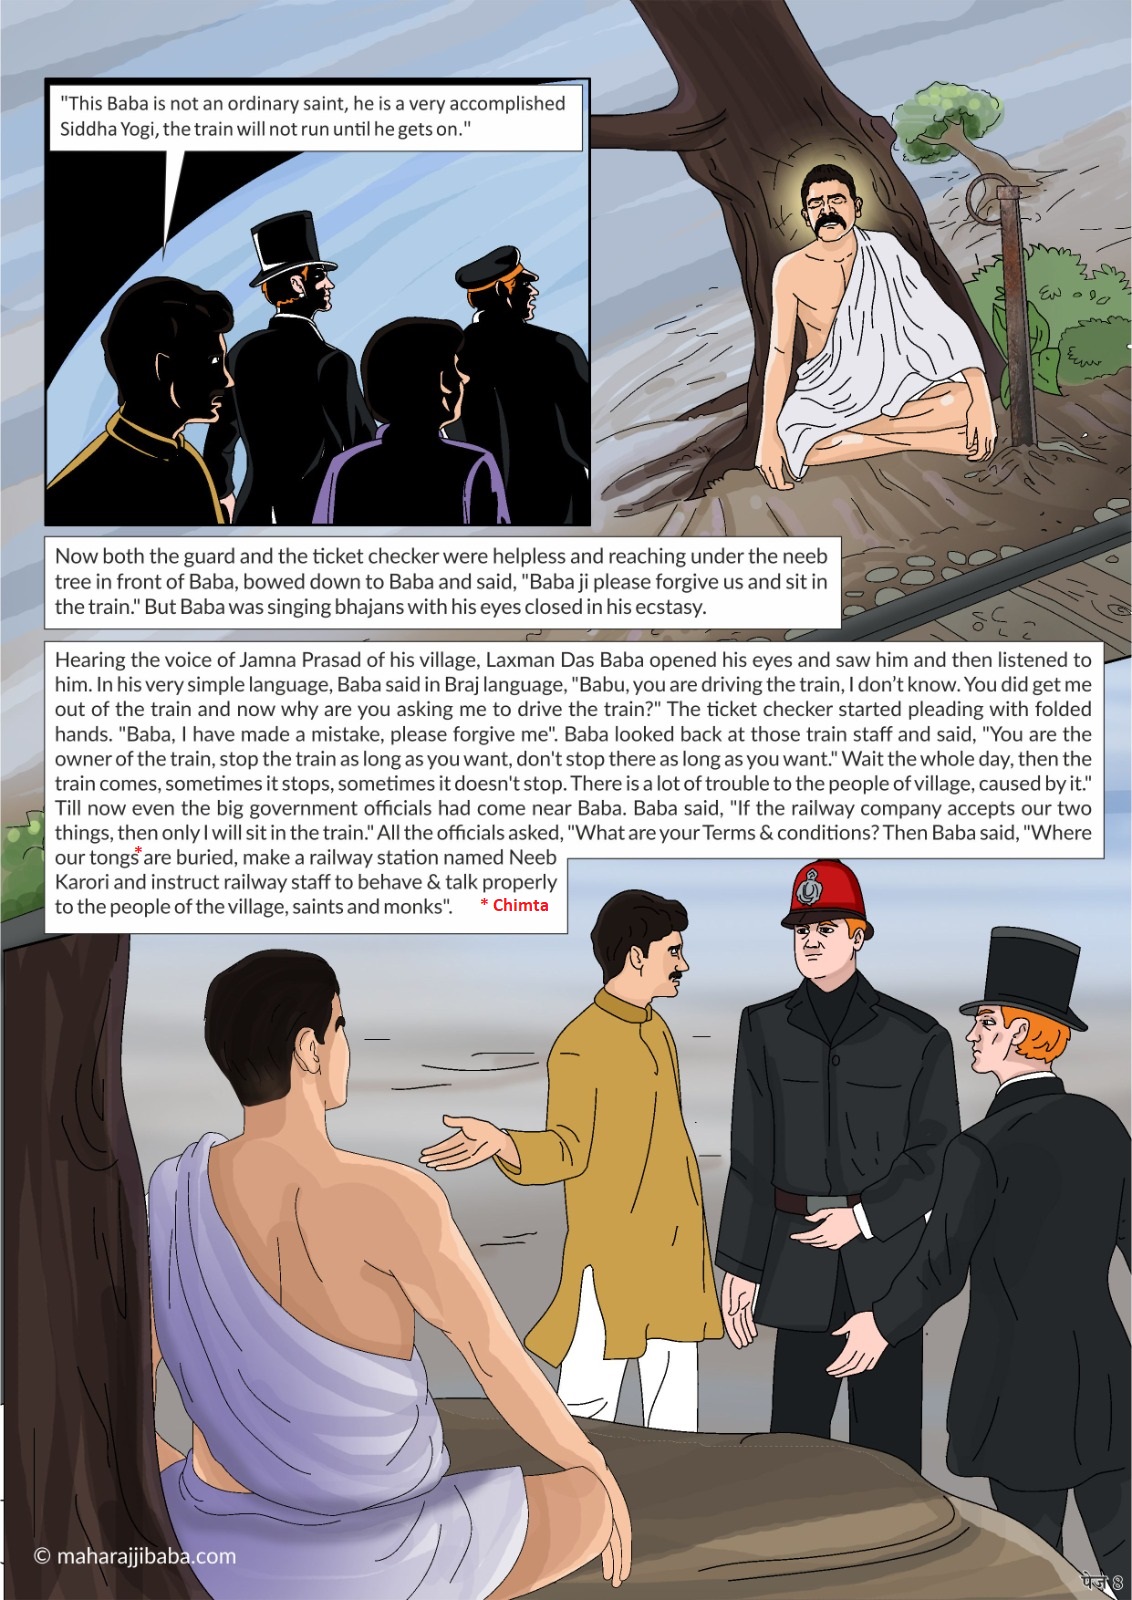 "This Baba is not an ordinary saint, he is a very accomplished
Siddha Yogi, the train will not run until he gets on."
Now both the guard and the ticket checker were helpless and reaching under the neeb
tree in front of Baba, bowed down to Baba and said, "Baba ji please forgive us and sit in
the train." But Baba was singing bhajans with his eyes closed in his ecstasy.
Hearing the voice of Jamna Prasad of his village, Laxman Das Baba opened his eyes and saw him and then listened to
him. In his very simple language, Baba said in Braj language, "Babu, you are driving the train, I don't know. You did get me
out of the train and now why are you asking me to drive the train?" The ticket checker started pleading with folded
hands. "Baba, I have made a mistake, please forgive me". Baba looked back at those train staff and said, "You are the
owner of the train, stop the train as long as you want, don't stop there as long as you want." Wait the whole day, then the
train comes, sometimes it stops, sometimes it doesn't stop. There is a lot of trouble to the people of village, caused by it."
Till now even the big government officials had come near Baba. Baba said, "If the railway company accepts our two
things, then only I will sit in the train." All the officials asked, "What are your Terms & conditions? Then Baba said, "Where
our tongs* are buried, make a railway station named Neeb
Karori and instruct railway staff to behave & talk properly
to the people of the village, saints and monks".
* Chimta
© maharajjibaba.com
पेज 8